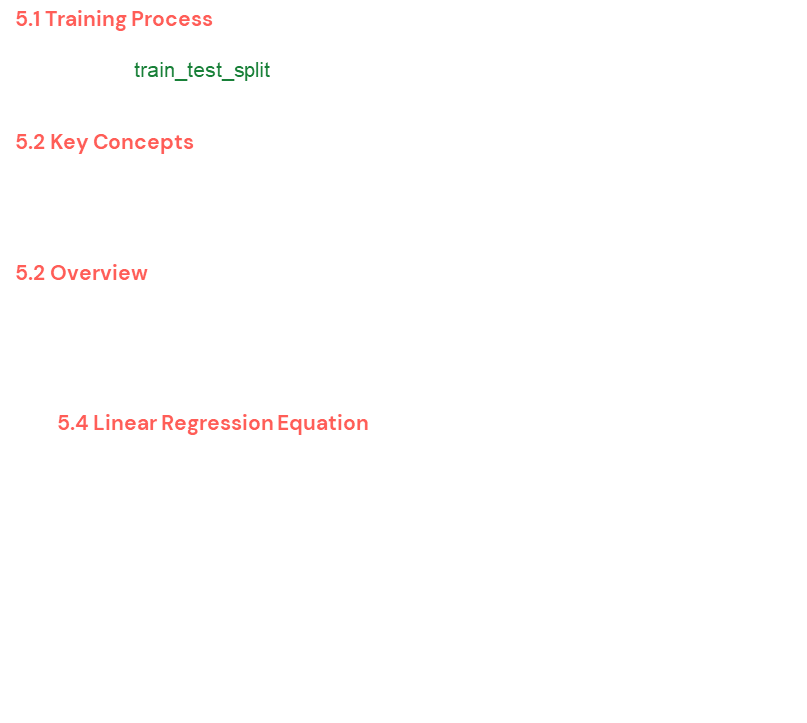 5.1 Training Process
train_test_split
5.2 Key Concepts
5.2 Overview
5.4 Linear Regression Equation